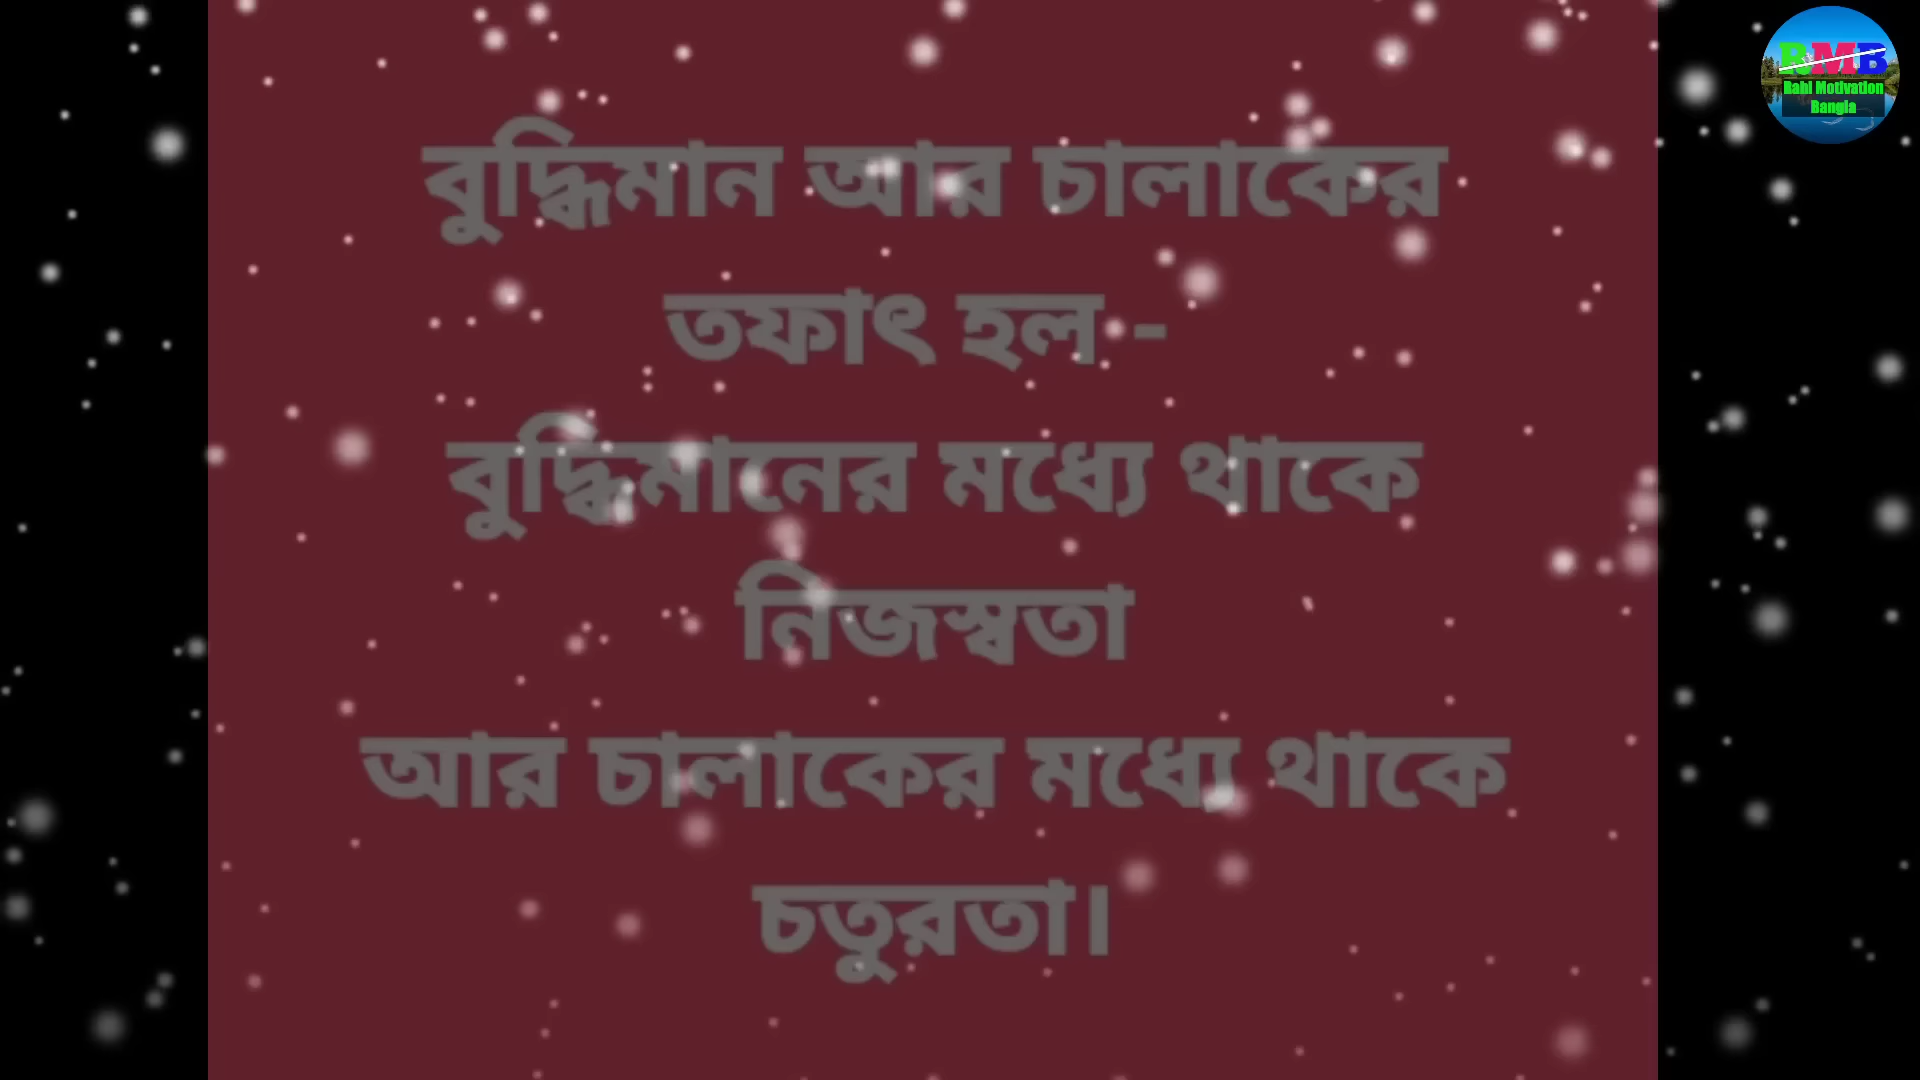 RMB
Rabi Motivation
Bangla
বুদ্ধিমান আর চালাকের
তফাৎ হল -
বুদ্ধিমানের মধ্যে থাকে
নিজস্বতা
আর চালাকের মধ্যে থাকে
চতুরতা।